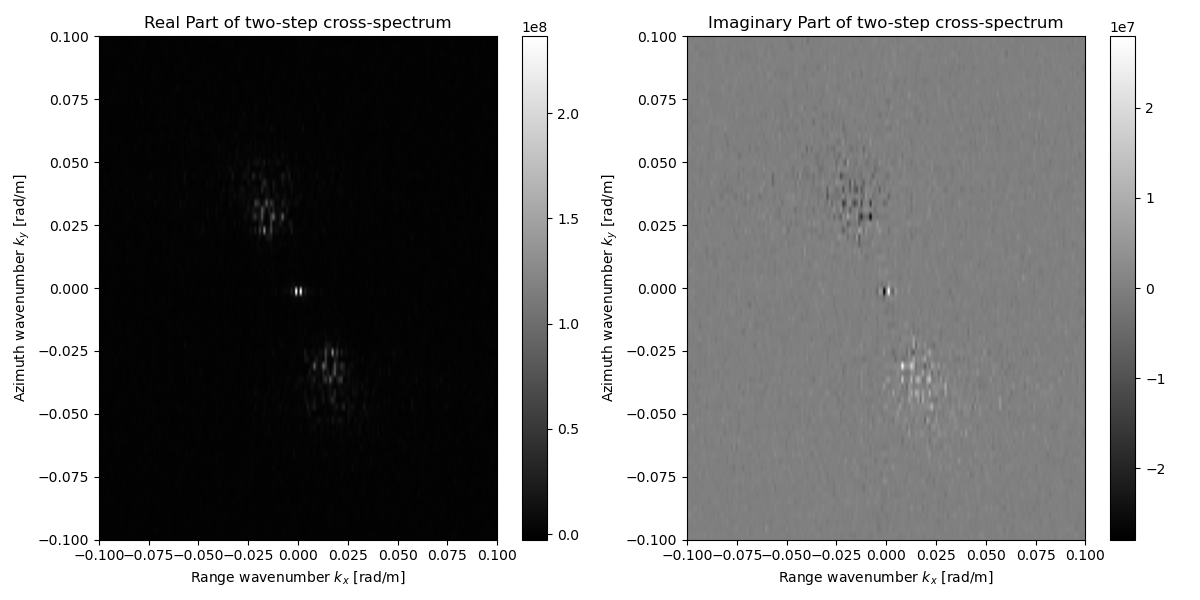 Real Part of two-step cross-spectrum
1e8
0.100
0.075
0.050
0.025
0.000
−0.025
−0.050
−0.075
−0.100
Azimuth wavenumber k_y [rad/m]
−0.100 −0.075 −0.050 −0.025 0.000 0.025 0.050 0.075 0.100
Range wavenumber k_x [rad/m]
2.0
1.5
1.0
0.5
0.0
Imaginary Part of two-step cross-spectrum
1e7
0.100
0.075
0.050
0.025
0.000
−0.025
−0.050
−0.075
−0.100
Azimuth wavenumber k_y [rad/m]
−0.100 −0.075 −0.050 −0.025 0.000 0.025 0.050 0.075 0.100
Range wavenumber k_x [rad/m]
2
1
0
−1
−2